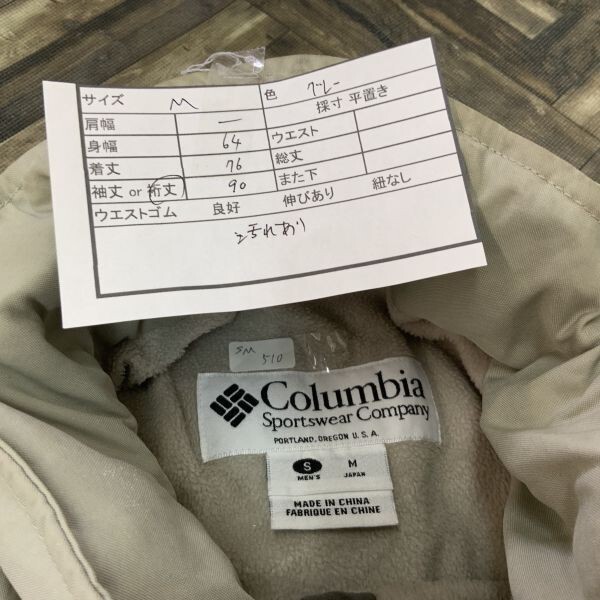 サイズ M 色 グレー
肩幅 — 採寸 平置き
身幅 64 ウエスト
着丈 76 総丈
袖丈 or 裄丈 90 また下
ウエストゴム 良好 伸びあり 紐なし
汚れあり
SM
510
Columbia
Sportswear Company
PORTLAND, OREGON U.S.A.
S M
MEN'S JAPAN
MADE IN CHINA
FABRIQUE EN CHINE